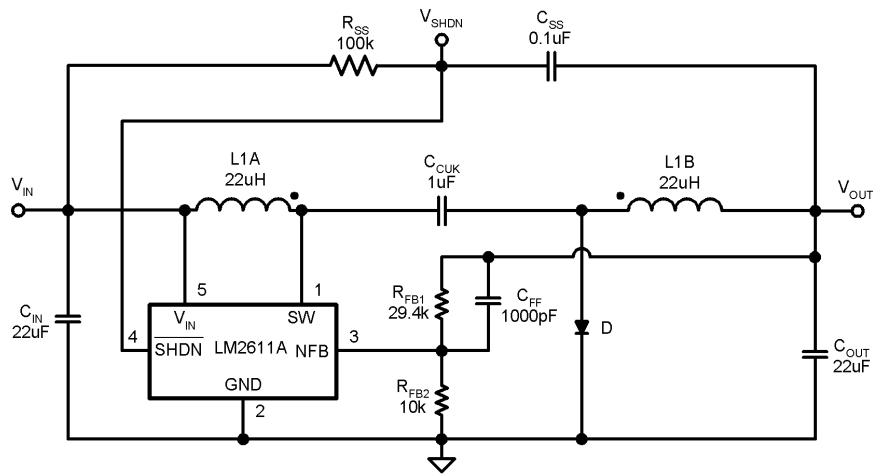 R_SS
100k
V_SHDN
C_SS
0.1uF
L1A
22uH
C_CUK
1uF
L1B
22uH
V_IN
V_OUT
C_IN
22uF
5
1
V_IN
SW
4
SHDN
LM2611A
NFB
3
GND
2
R_FB1
29.4k
C_FF
1000pF
D
R_FB2
10k
C_OUT
22uF